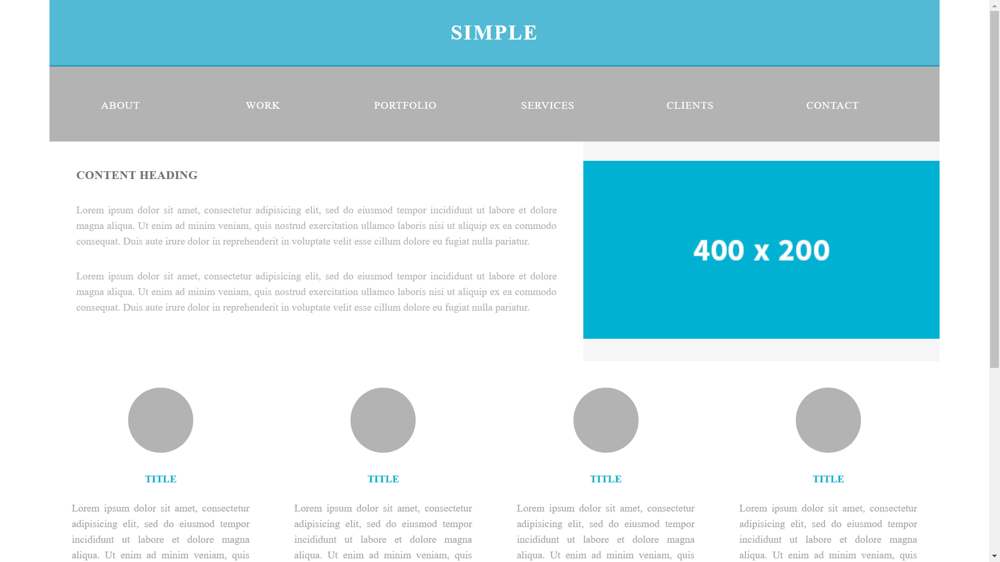 SIMPLE
ABOUT WORK PORTFOLIO SERVICES CLIENTS CONTACT
CONTENT HEADING
Lorem ipsum dolor sit amet, consectetur adipisicing elit, sed do eiusmod tempor incididunt ut labore et dolore
magna aliqua. Ut enim ad minim veniam, quis nostrud exercitation ullamco laboris nisi ut aliquip ex ea commodo
consequat. Duis aute irure dolor in reprehenderit in voluptate velit esse cillum dolore eu fugiat nulla pariatur.
Lorem ipsum dolor sit amet, consectetur adipisicing elit, sed do eiusmod tempor incididunt ut labore et dolore
magna aliqua. Ut enim ad minim veniam, quis nostrud exercitation ullamco laboris nisi ut aliquip ex ea commodo
consequat. Duis aute irure dolor in reprehenderit in voluptate velit esse cillum dolore eu fugiat nulla pariatur.
400 x 200
TITLE
Lorem ipsum dolor sit amet, consectetur
adipisicing elit, sed do eiusmod tempor
incididunt ut labore et dolore magna
aliqua. Ut enim ad minim veniam, quis
TITLE
Lorem ipsum dolor sit amet, consectetur
adipisicing elit, sed do eiusmod tempor
incididunt ut labore et dolore magna
aliqua. Ut enim ad minim veniam, quis
TITLE
Lorem ipsum dolor sit amet, consectetur
adipisicing elit, sed do eiusmod tempor
incididunt ut labore et dolore magna
aliqua. Ut enim ad minim veniam, quis
TITLE
Lorem ipsum dolor sit amet, consectetur
adipisicing elit, sed do eiusmod tempor
incididunt ut labore et dolore magna
aliqua. Ut enim ad minim veniam, quis